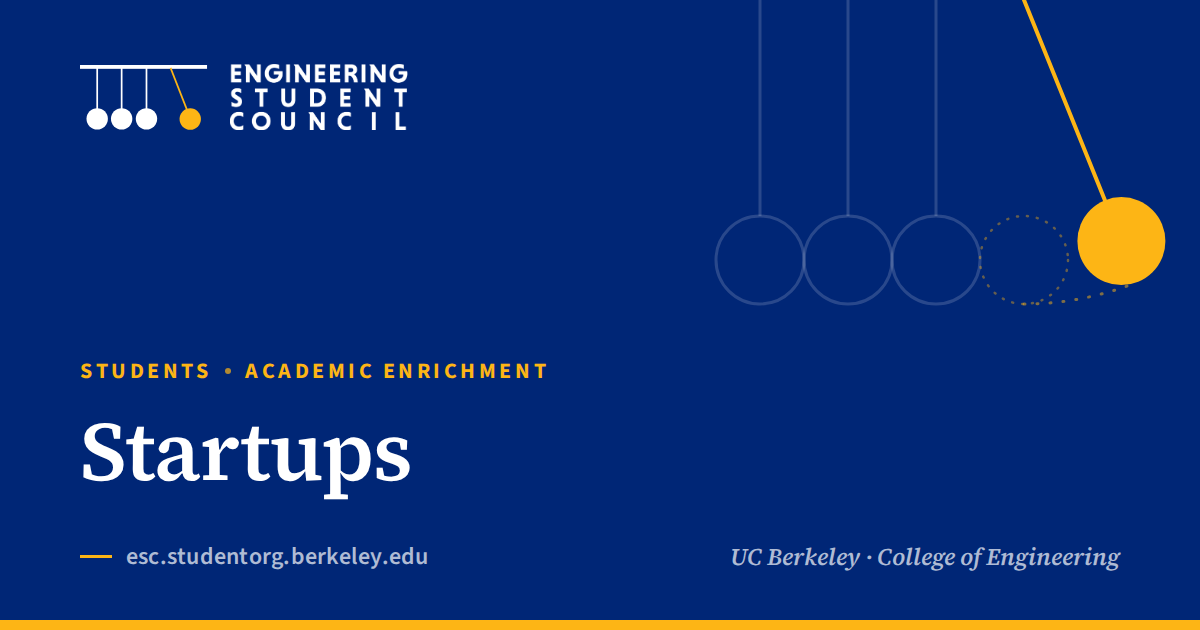 ENGINEERING
STUDENT
COUNCIL
STUDENTS • ACADEMIC ENRICHMENT
Startups
esc.studentorg.berkeley.edu
UC Berkeley · College of Engineering